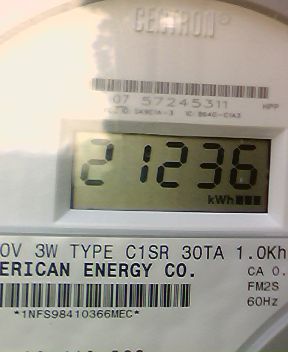 CENTRON®
07 57245311 HPP
21236
kWh
0V 3W TYPE C1SR 30TA 1.0Kh
ERICAN ENERGY CO.
CA 0.
FM2S
60Hz
*1NFS98410366MEC*